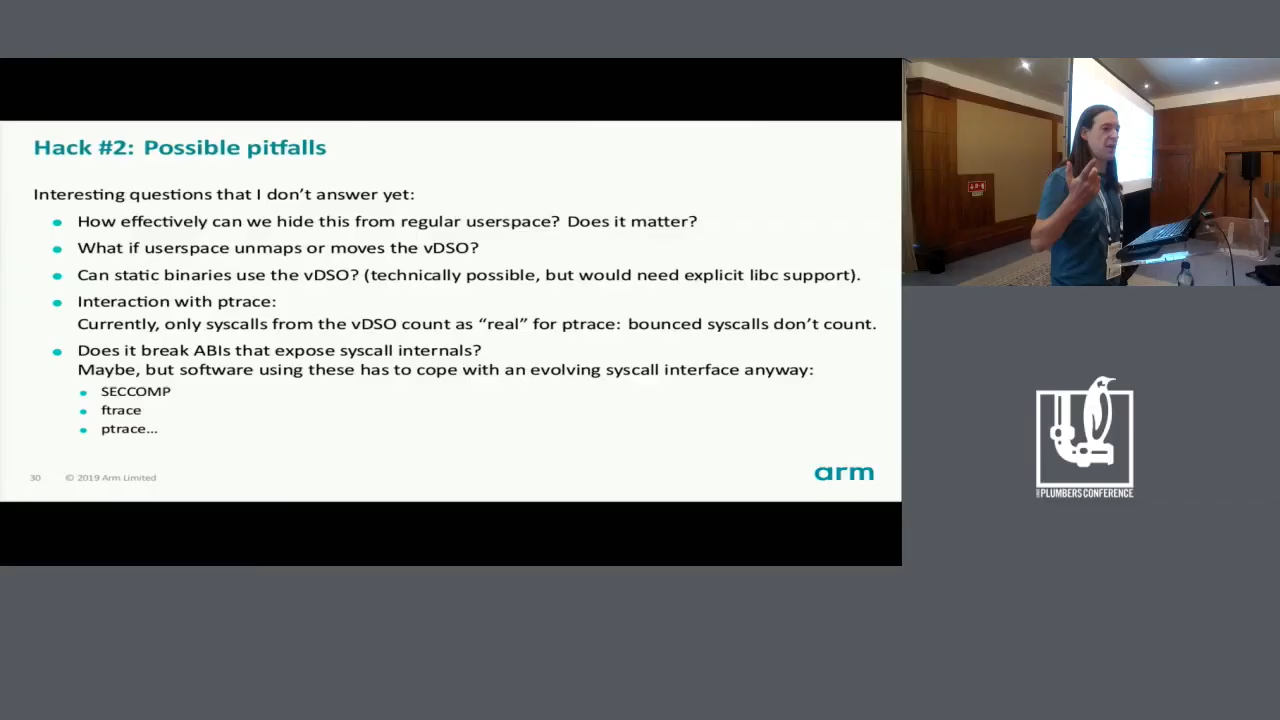 Hack #2: Possible pitfalls
Interesting questions that I don't answer yet:
How effectively can we hide this from regular userspace? Does it matter?
What if userspace unmaps or moves the vDSO?
Can static binaries use the vDSO? (technically possible, but would need explicit libc support).
Interaction with ptrace:
Currently, only syscalls from the vDSO count as “real” for ptrace: bounced syscalls don't count.
Does it break ABIs that expose syscall internals?
Maybe, but software using these has to cope with an evolving syscall interface anyway:
SECCOMP
ftrace
ptrace...
30 © 2019 Arm Limited
arm
PLUMBERS CONFERENCE